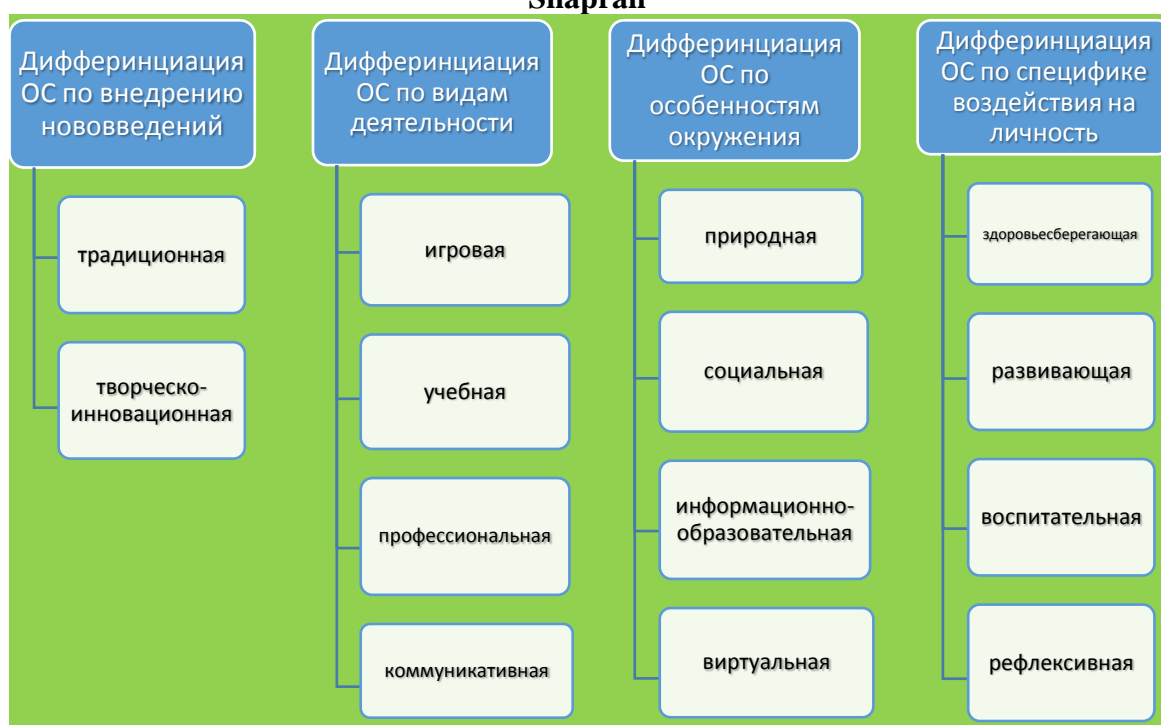 Shapran
Дифферинциация
ОС по внедрению
нововведений
традиционная
творческо-
инновационная
Дифферинциация
ОС по видам
деятельности
игровая
учебная
профессиональная
коммуникативная
Дифферинциация
ОС по
особенностям
окружения
природная
социальная
информационно-
образовательная
виртуальная
Дифферинциация
ОС по специфике
воздействия на
личность
здоровьесберегающая
развивающая
воспитательная
рефлексивная